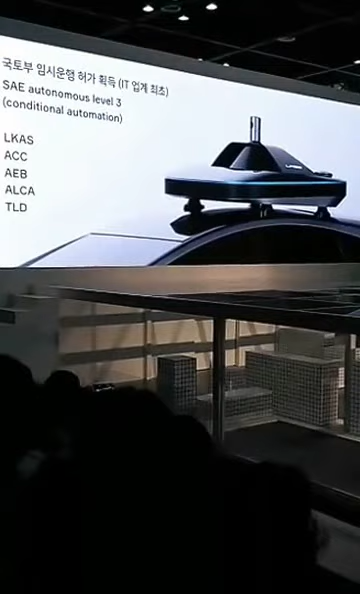 국토부 임시운행 허가 획득 (IT 업계 최초)
SAE autonomous level 3
(conditional automation)
LKAS
ACC
AEB
ALCA
TLD